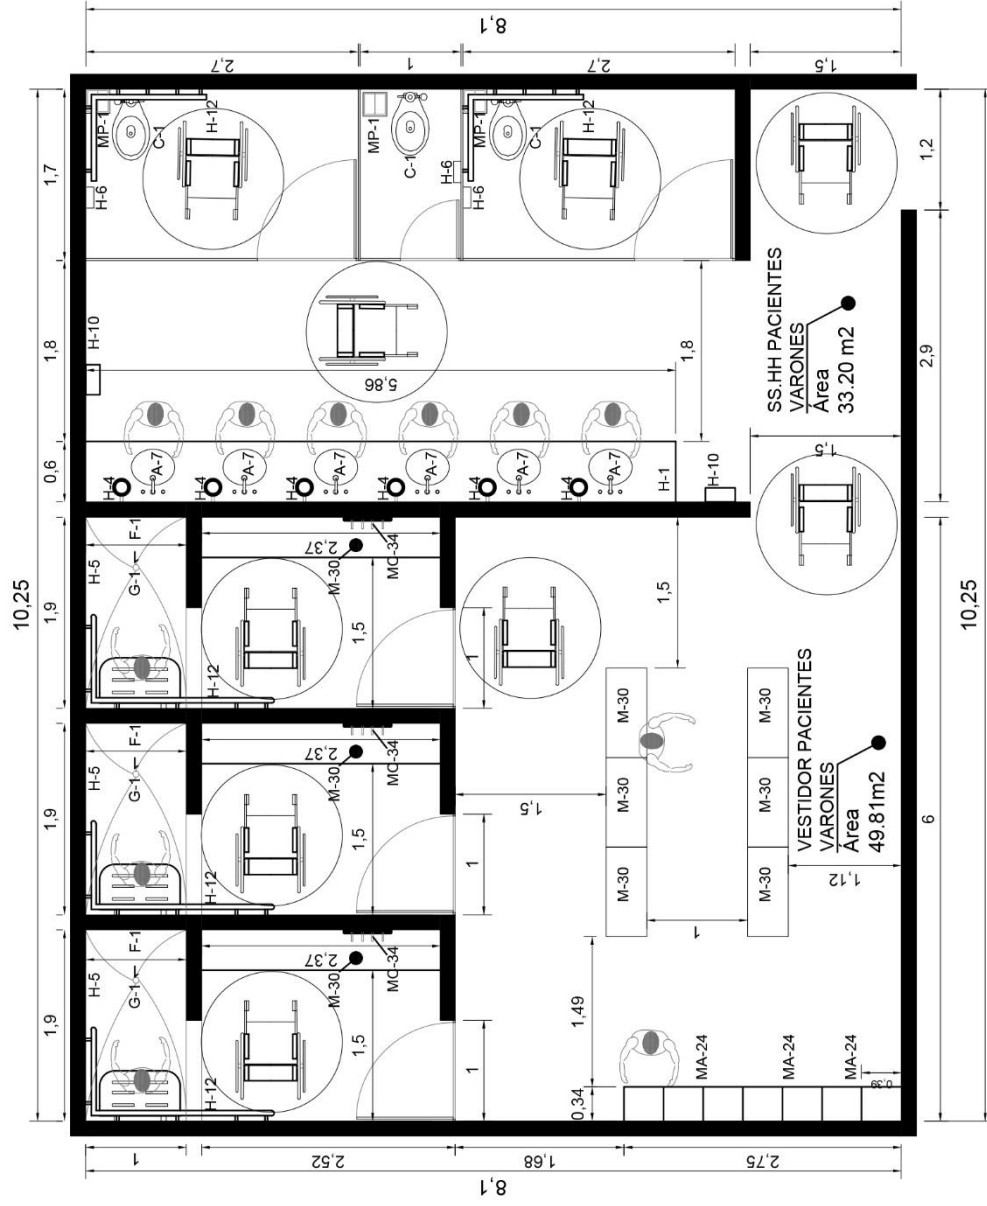 8,1
2,7
1
2,7
1,5
10,25
1,7
1,8
0,6
1,9
1,9
1,9
MP-1
C-1
H-12
H-6
MP-1
C-1
H-6
MP-1
C-1
H-12
H-6
1,2
H-10
5,86
1,8
SS.HH PACIENTES
VARONES
Área
33.20 m2
2,9
H-4
A-7
H-4
A-7
H-4
A-7
H-4
A-7
H-4
A-7
H-4
A-7
H-1
H-10
1,5
H-5
F-1
G-1
H-12
2,37
M-30
MC-34
1,5
1
1,5
H-5
F-1
G-1
H-12
2,37
M-30
MC-34
1,5
1
1,5
H-5
F-1
G-1
H-12
2,37
M-30
MC-34
1,5
1
M-30
M-30
M-30
M-30
M-30
M-30
1
1,12
VESTIDOR PACIENTES
VARONES
Área
49.81m2
6
10,25
1,49
0,34
MA-24
MA-24
MA-24
0,39
1
2,52
1,68
2,75
8,1